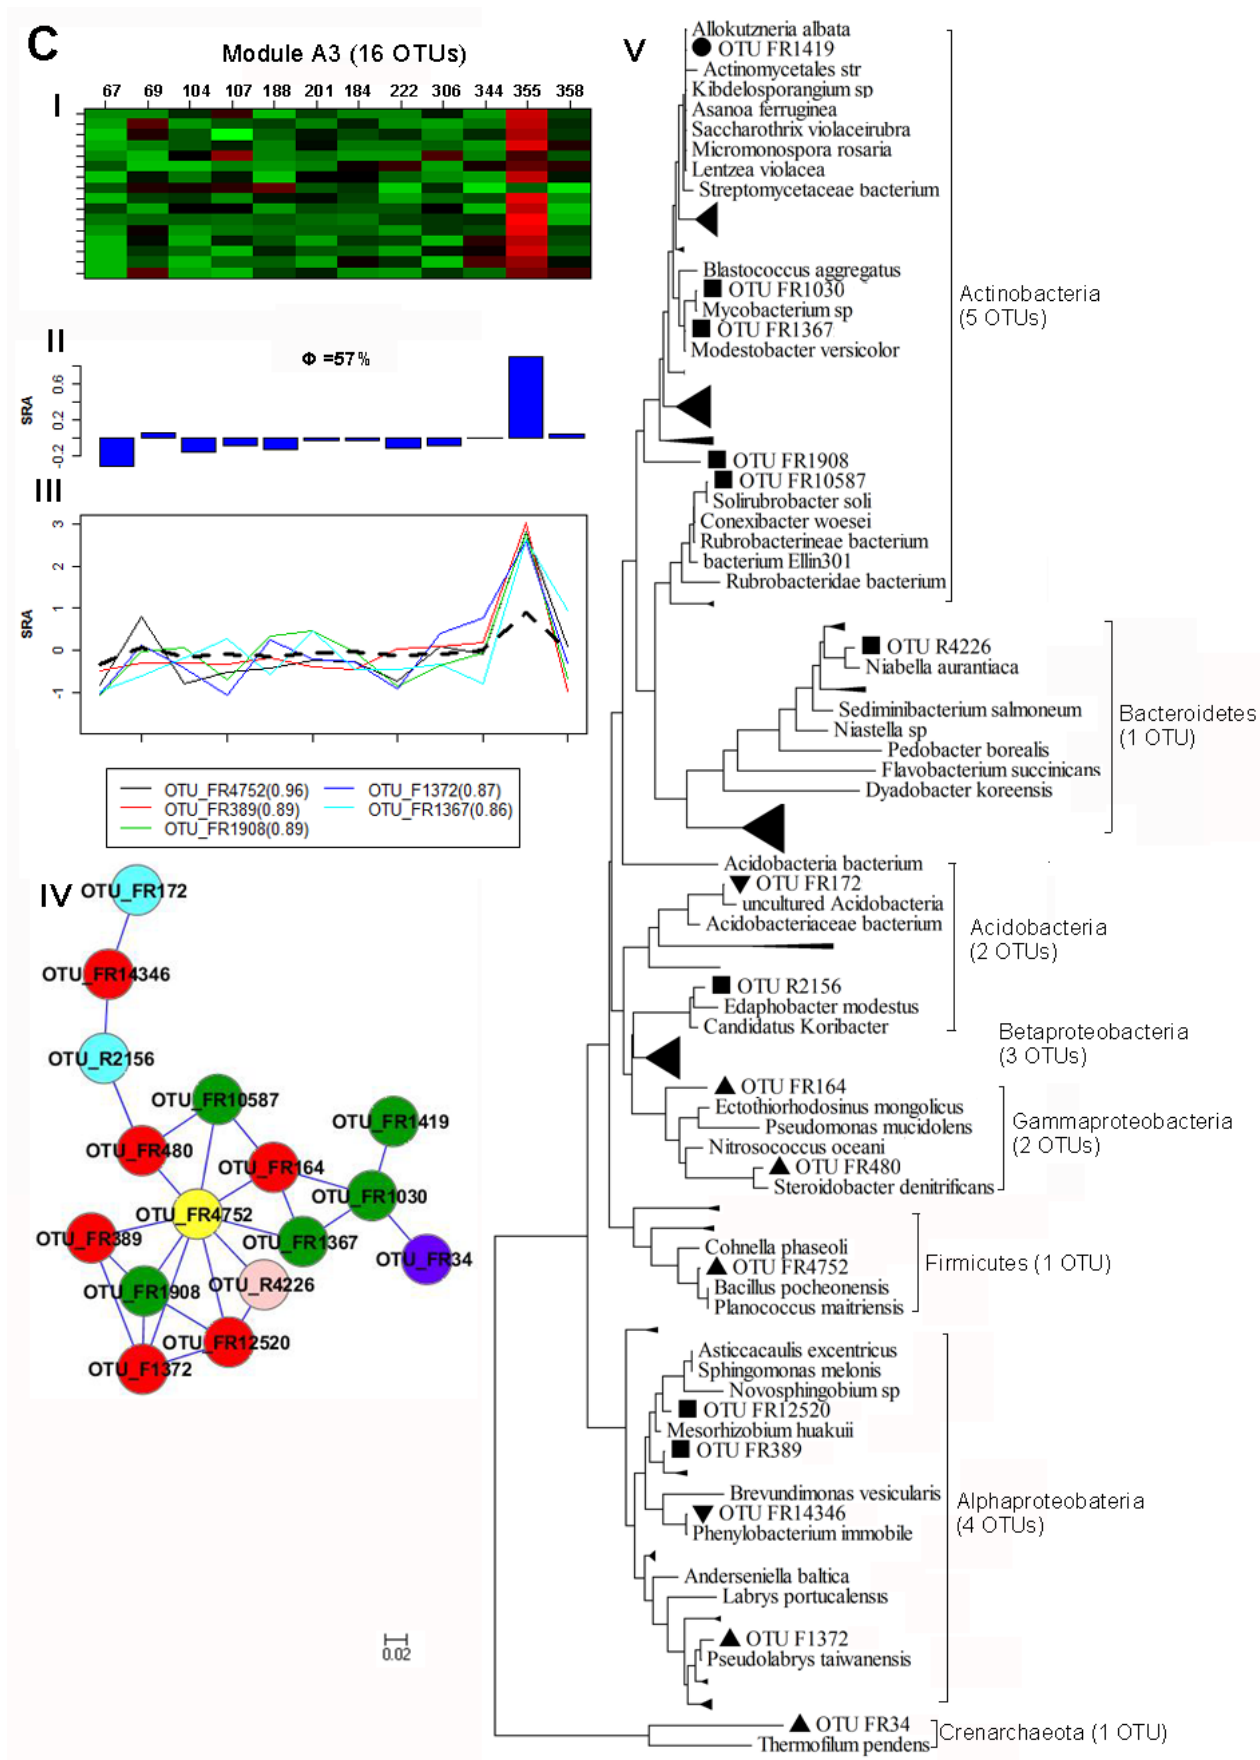 C
Module A3 (16 OTUs)
I
67 69 104 107 188 201 184 222 306 344 355 358
II
Φ =57%
SRA
0.6
0.2
-0.2
III
SRA
3
2
1
0
-1
OTU_FR4752(0.96)
OTU_FR389(0.89)
OTU_FR1908(0.89)
OTU_F1372(0.87)
OTU_FR1367(0.86)
IV
OTU_FR172
OTU_FR14346
OTU_R2156
OTU_FR10587
OTU_FR1419
OTU_FR480
OTU_FR164
OTU_FR1030
OTU_FR4752
OTU_FR389
OTU_FR1367
OTU_FR34
OTU_FR1908
OTU_R4226
OTU_FR12520
OTU_F1372
0.02
V
Allokutzneria albata
OTU FR1419
Actinomycetales str
Kibdelosporangium sp
Asanoa ferruginea
Saccharothrix violaceirubra
Micromonospora rosaria
Lentzea violacea
Streptomycetaceae bacterium
Blastococcus aggregatus
OTU FR1030
Mycobacterium sp
OTU FR1367
Modestobacter versicolor
OTU FR1908
OTU FR10587
Solirubrobacter soli
Conexibacter woesei
Rubrobacterineae bacterium
bacterium Ellin301
Rubrobacteridae bacterium
Actinobacteria
(5 OTUs)
OTU R4226
Niabella aurantiaca
Sediminibacterium salmoneum
Niastella sp
Pedobacter borealis
Flavobacterium succinicans
Dyadobacter koreensis
Bacteroidetes
(1 OTU)
Acidobacteria bacterium
OTU FR172
uncultured Acidobacteria
Acidobacteriaceae bacterium
OTU R2156
Edaphobacter modestus
Candidatus Koribacter
Acidobacteria
(2 OTUs)
Betaproteobacteria
(3 OTUs)
OTU FR164
Ectothiorhodosinus mongolicus
Pseudomonas mucidolens
Nitrosococcus oceani
OTU FR480
Steroidobacter denitrificans
Gammaproteobacteria
(2 OTUs)
Cohnella phaseoli
OTU FR4752
Bacillus pocheonensis
Planococcus maitriensis
Firmicutes (1 OTU)
Asticcacaulis excentricus
Sphingomonas melonis
Novosphingobium sp
OTU FR12520
Mesorhizobium huakuii
OTU FR389
Brevundimonas vesicularis
OTU FR14346
Phenylobacterium immobile
Anderseniella baltica
Labrys portucalensis
OTU F1372
Pseudolabrys taiwanensis
Alphaproteobateria
(4 OTUs)
OTU FR34
Thermofilum pendens
Crenarchaeota (1 OTU)